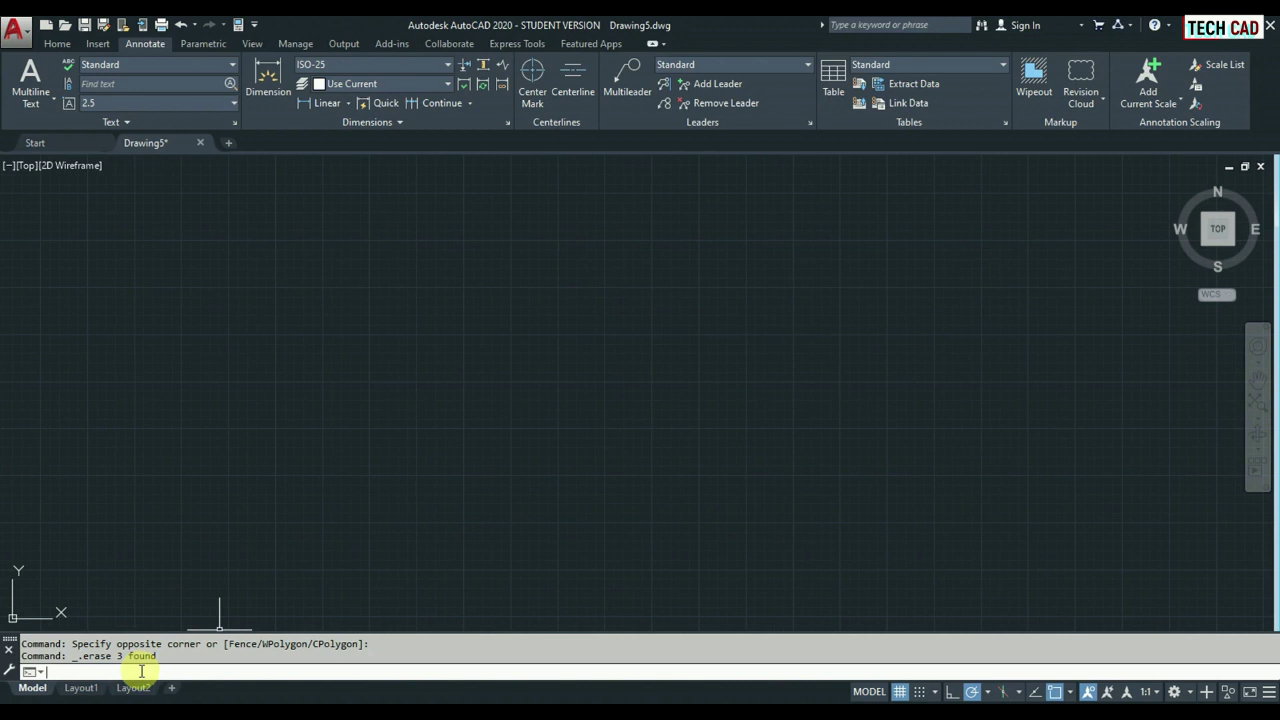 Autodesk AutoCAD 2020 - STUDENT VERSION Drawing5.dwg
Type a keyword or phrase
Sign In
TECH CAD
Home Insert Annotate Parametric View Manage Output Add-ins Collaborate Express Tools Featured Apps
Multiline
Text
ABC
Standard
Find text
2.5
Text
Dimension
ISO-25
Use Current
Linear Quick Continue
Dimensions
Center
Mark
Centerline
Centerlines
Multileader
Standard
Add Leader
Remove Leader
Leaders
Table
Standard
Extract Data
Link Data
Tables
Wipeout
Revision
Cloud
Markup
Add
Current Scale
Scale List
Annotation Scaling
Start Drawing5*
[−][Top][2D Wireframe]
N
W TOP E
S
WCS
Y
X
Command: Specify opposite corner or [Fence/WPolygon/CPolygon]:
Command: _.erase 3 found
Model Layout1 Layout2
MODEL 1:1